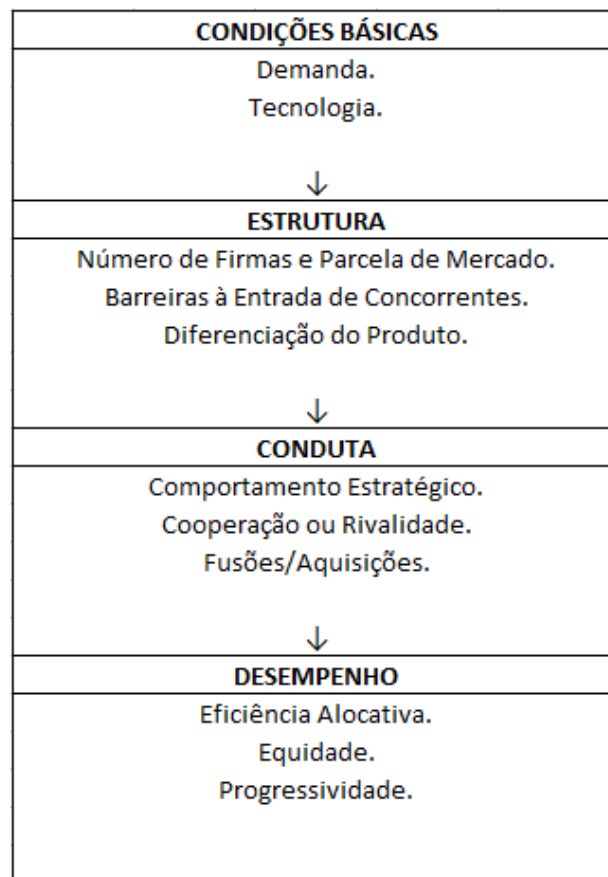 CONDIÇÕES BÁSICAS
Demanda.
Tecnologia.
↓
ESTRUTURA
Número de Firmas e Parcela de Mercado.
Barreiras à Entrada de Concorrentes.
Diferenciação do Produto.
↓
CONDUTA
Comportamento Estratégico.
Cooperação ou Rivalidade.
Fusões/Aquisições.
↓
DESEMPENHO
Eficiência Alocativa.
Equidade.
Progressividade.